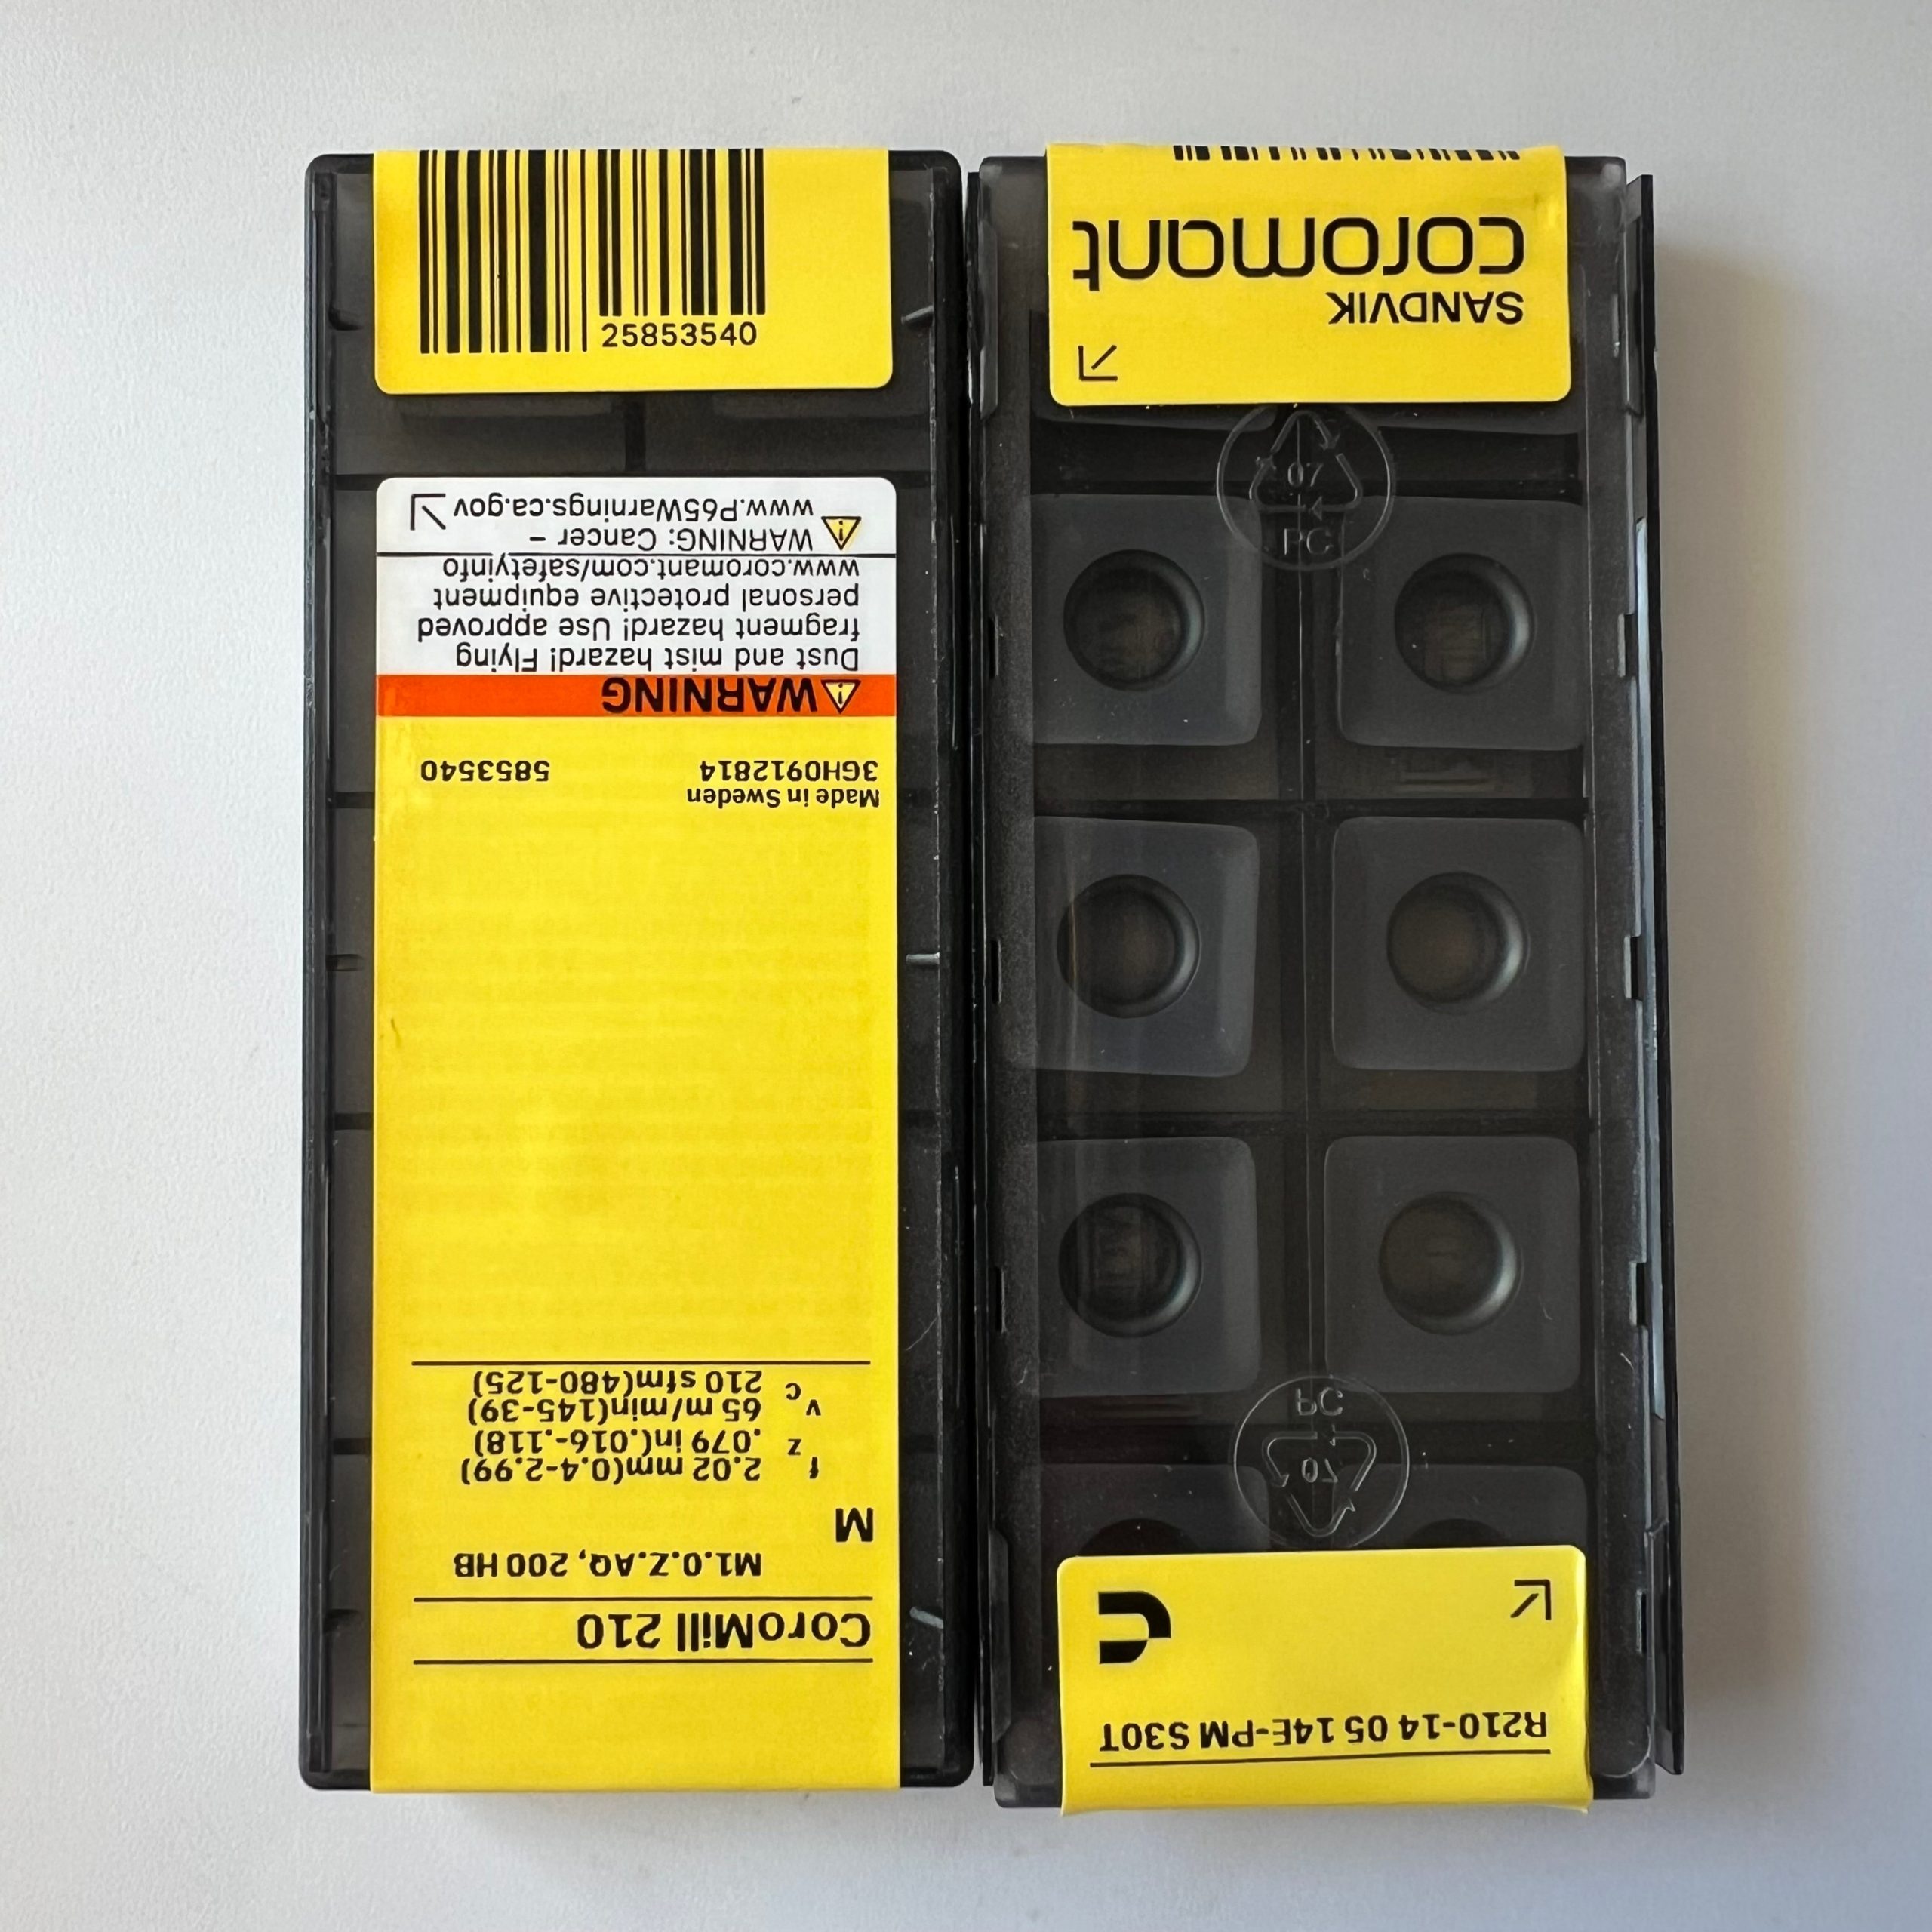 CoroMill 210
M1.0.Z.AQ, 200 HB
M
fz 2.02 mm(0.4-2.99)
.079 in(.016-.118)
vc 65 m/min(145-39)
210 sfm(480-125)
Made in Sweden
3GH0912814 5853540
WARNING
Dust and mist hazard! Flying
fragment hazard! Use approved
personal protective equipment
www.coromant.com/safetyinfo
WARNING: Cancer –
www.P65Warnings.ca.gov
25853540
R210-14 05 14E-PM S30T
07
PC
07
PC
SANDVIK
coromant